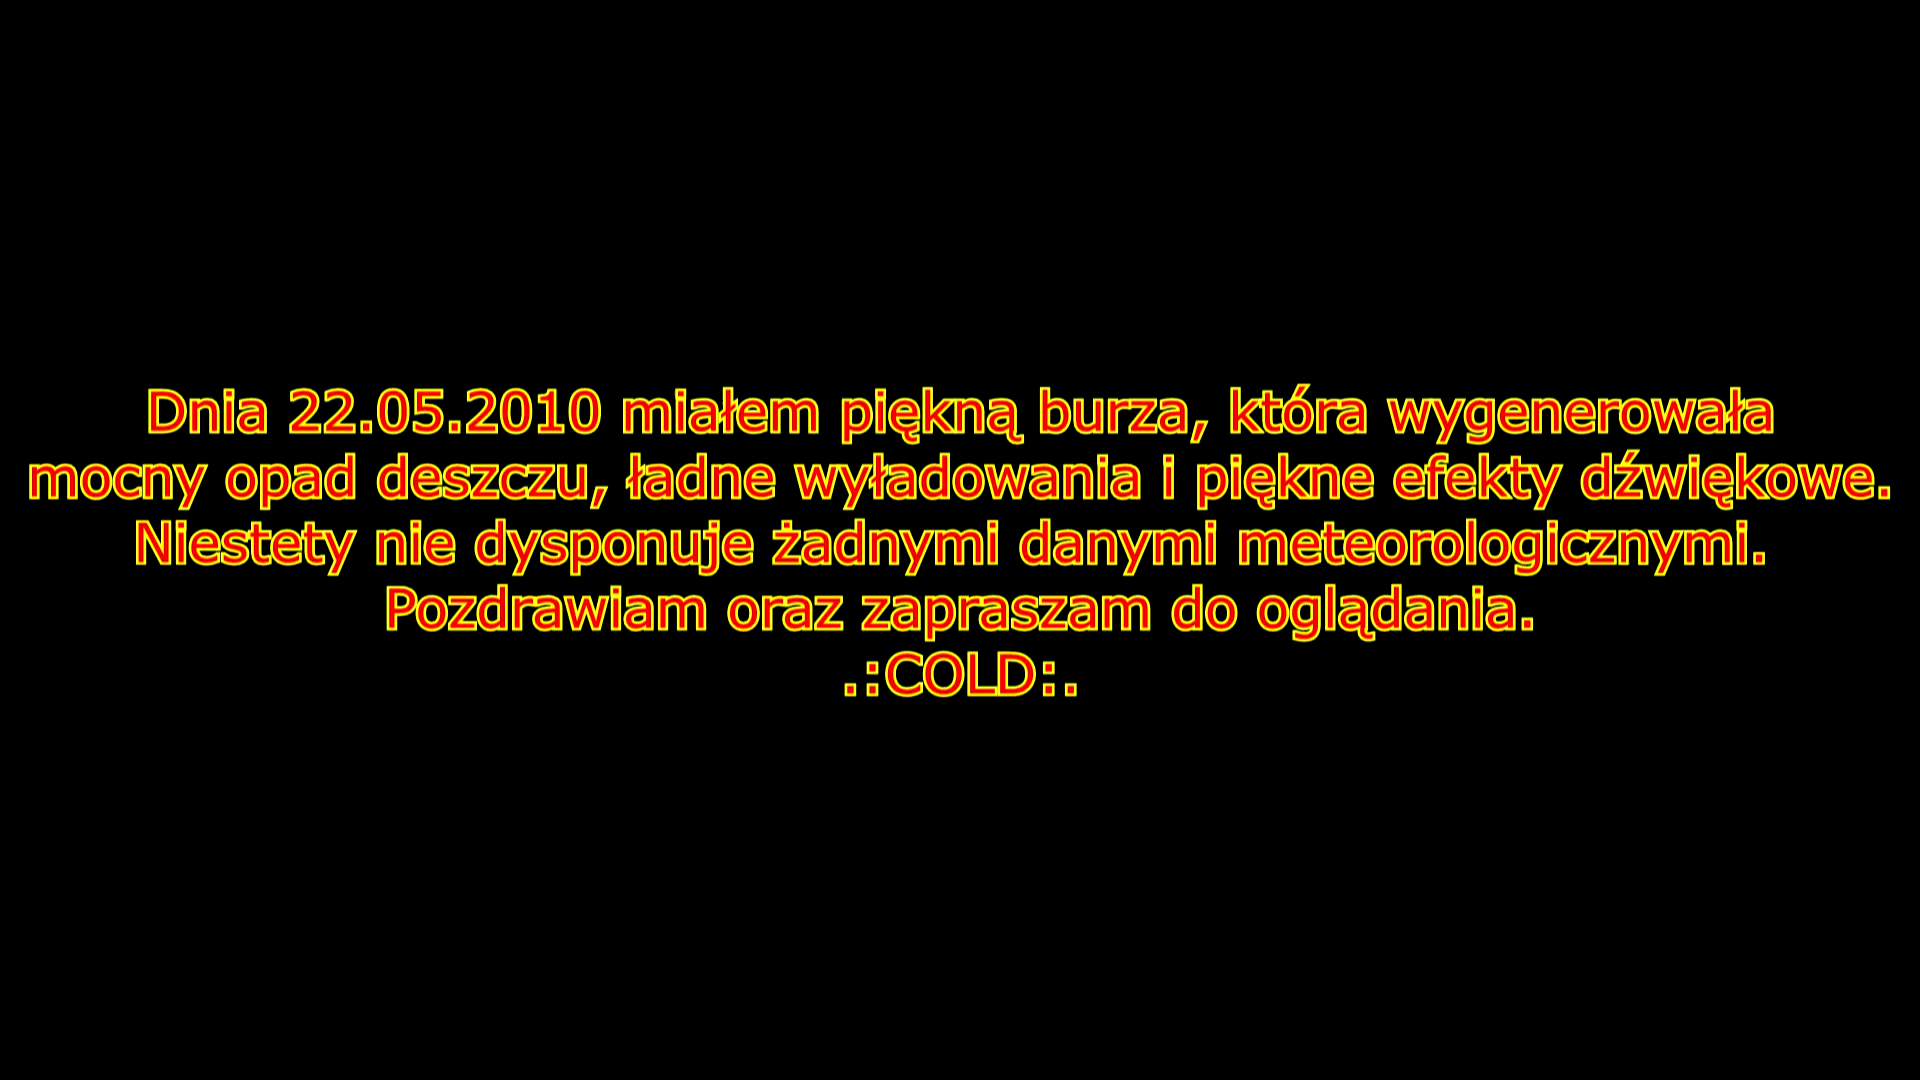 Dnia 22.05.2010 miałem piękną burza, która wygenerowała
mocny opad deszczu, ładne wyładowania i piękne efekty dźwiękowe.
Niestety nie dysponuje żadnymi danymi meteorologicznymi.
Pozdrawiam oraz zapraszam do oglądania.
.:COLD:.